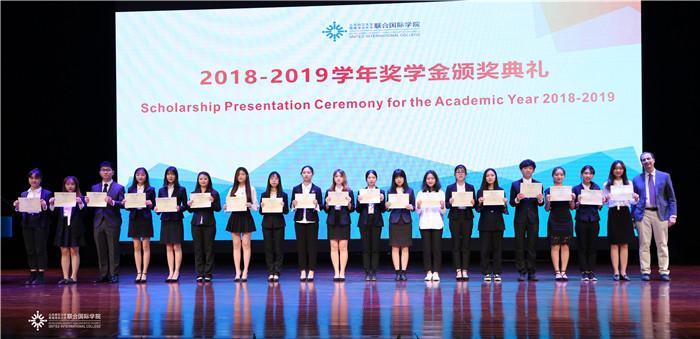 联合国际学院
UNITED INTERNATIONAL COLLEGE
2018-2019学年奖学金颁奖典礼
Scholarship Presentation Ceremony for the Academic Year 2018-2019
联合国际学院
UNITED INTERNATIONAL COLLEGE